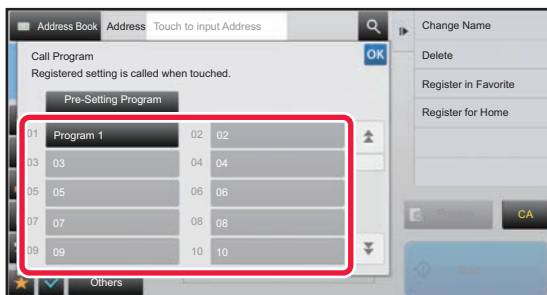 Address Book Address Touch to input Address
Call Program OK
Registered setting is called when touched.
Pre-Setting Program
01 Program 1 02 02
03 03 04 04
05 05 06 06
07 07 08 08
09 09 10 10
Others
Change Name
Delete
Register in Favorite
Register for Home
CA
Start